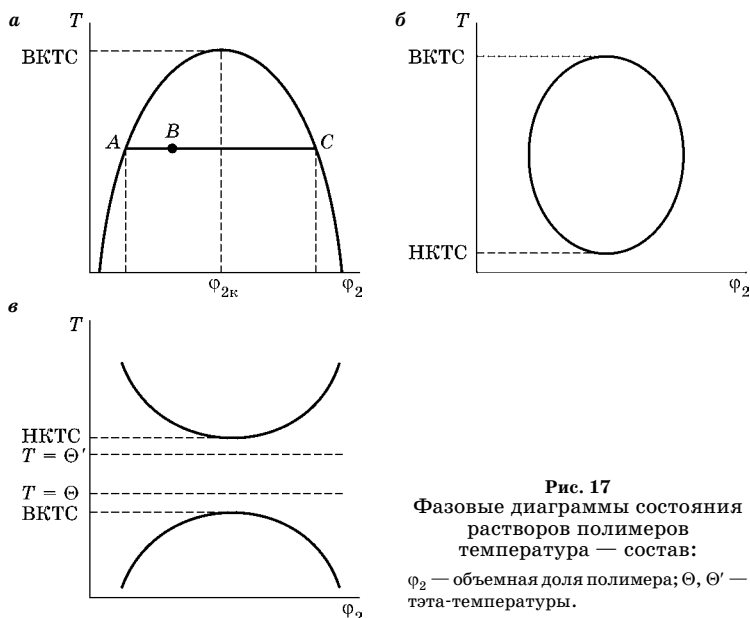 а
T
ВКТС
A
B
C
φ2к
φ2
б
T
ВКТС
НКТС
φ2
в
T
НКТС
T = Θ′
T = Θ
ВКТС
φ2
Рис. 17
Фазовые диаграммы состояния
растворов полимеров
температура — состав:
φ2 — объемная доля полимера; Θ, Θ′ —
тэта-температуры.